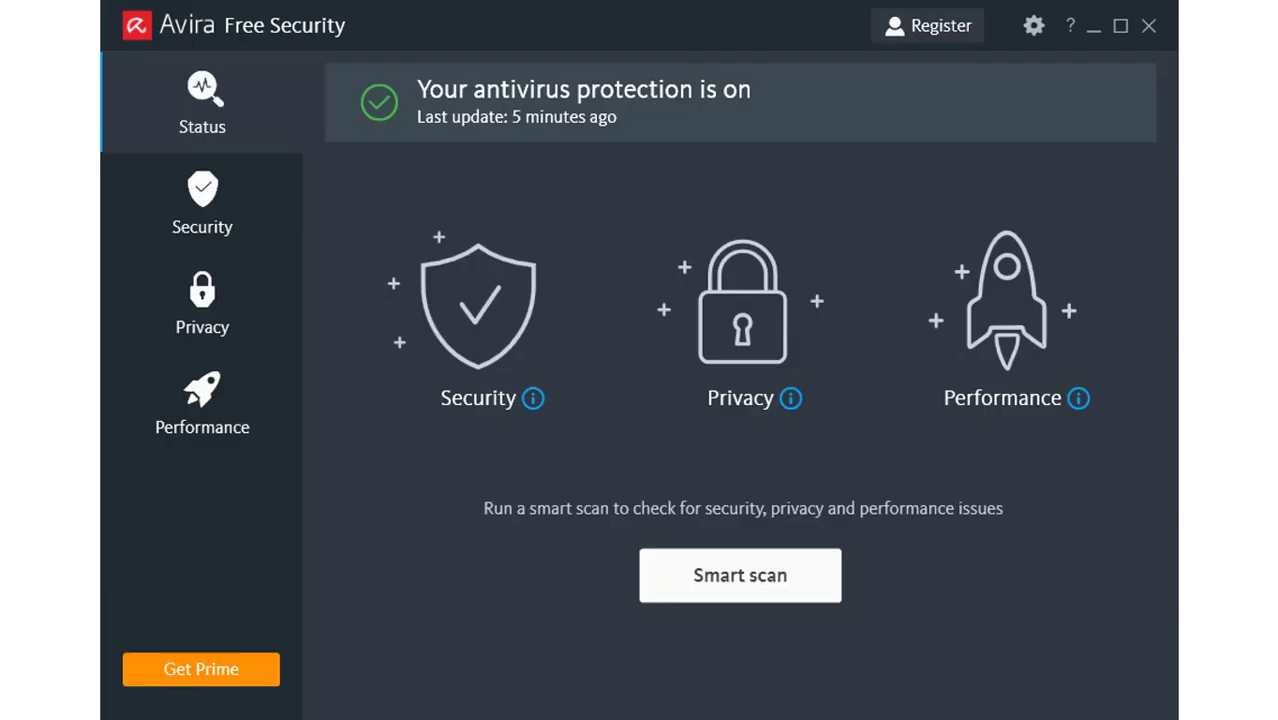 Avira Free Security
Register
?
Status
Your antivirus protection is on
Last update: 5 minutes ago
Security
Privacy
Performance
Security
Privacy
Performance
Run a smart scan to check for security, privacy and performance issues
Smart scan
Get Prime